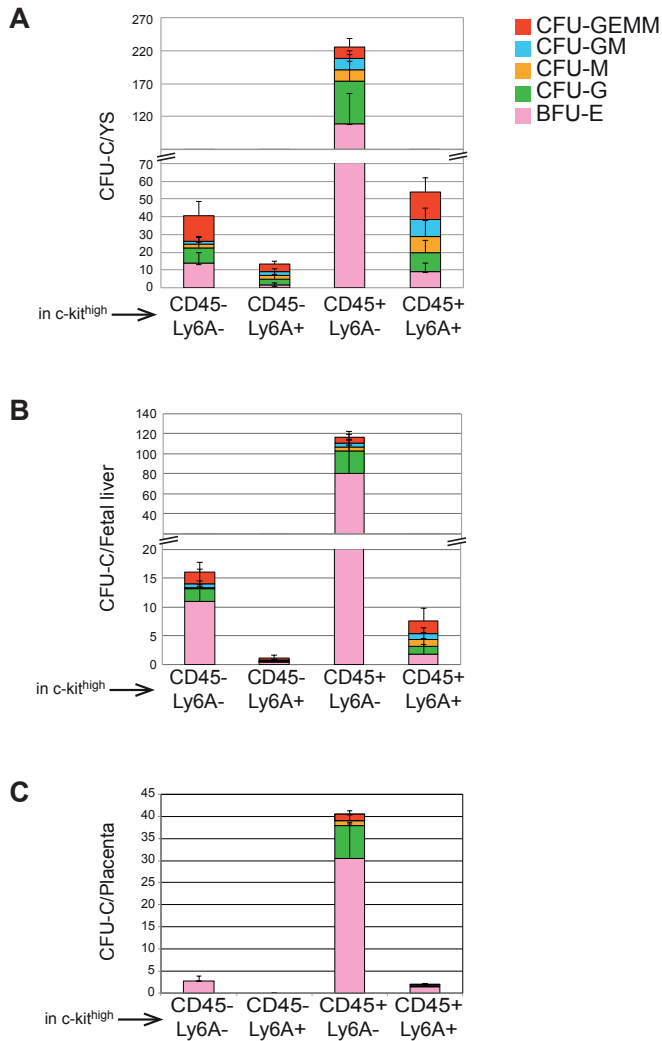 A
CFU-GEMM
CFU-GM
CFU-M
CFU-G
BFU-E
CFU-C/YS
270
220
170
120
70
60
50
40
30
20
10
0
CD45- CD45- CD45+ CD45+
Ly6A- Ly6A+ Ly6A- Ly6A+
in c-kithigh
B
CFU-C/Fetal liver
140
120
100
80
60
40
20
15
10
5
0
CD45- CD45- CD45+ CD45+
Ly6A- Ly6A+ Ly6A- Ly6A+
in c-kithigh
C
CFU-C/Placenta
45
40
35
30
25
20
15
10
5
0
CD45- CD45- CD45+ CD45+
Ly6A- Ly6A+ Ly6A- Ly6A+
in c-kithigh